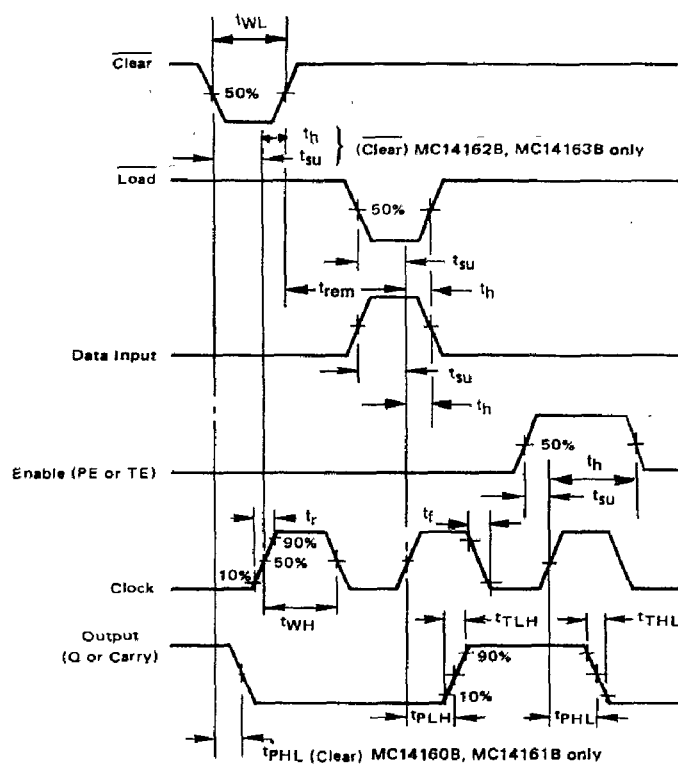 tWL
Clear
50%
th
tsu
} (Clear) MC14162B, MC14163B only
Load
50%
tsu
trem
th
Data Input
tsu
th
50%
Enable (PE or TE)
th
tsu
tr
tf
90%
50%
10%
Clock
tWH
tTLH
tTHL
Output
(Q or Carry)
90%
10%
tPLH
tPHL
tPHL (Clear) MC14160B, MC14161B only